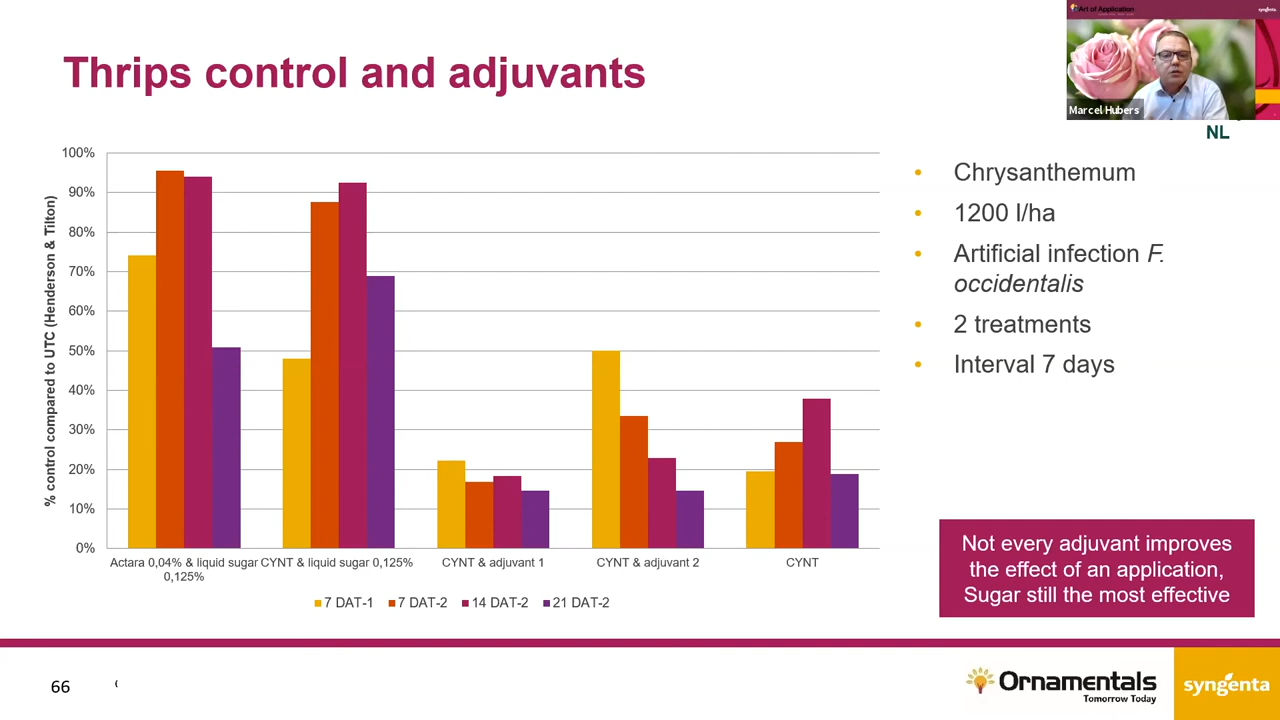 Art of Application
syngenta
Marcel Hubers
NL
Thrips control and adjuvants
% control compared to UTC (Henderson & Tilton)
100%
90%
80%
70%
60%
50%
40%
30%
20%
10%
0%
Actara 0,04% & liquid sugar
0,125%
CYNT & liquid sugar 0,125%
CYNT & adjuvant 1
CYNT & adjuvant 2
CYNT
7 DAT-1 7 DAT-2 14 DAT-2 21 DAT-2
• Chrysanthemum
• 1200 l/ha
• Artificial infection F.
occidentalis
• 2 treatments
• Interval 7 days
Not every adjuvant improves
the effect of an application,
Sugar still the most effective
66
Ornamentals
Tomorrow Today
syngenta